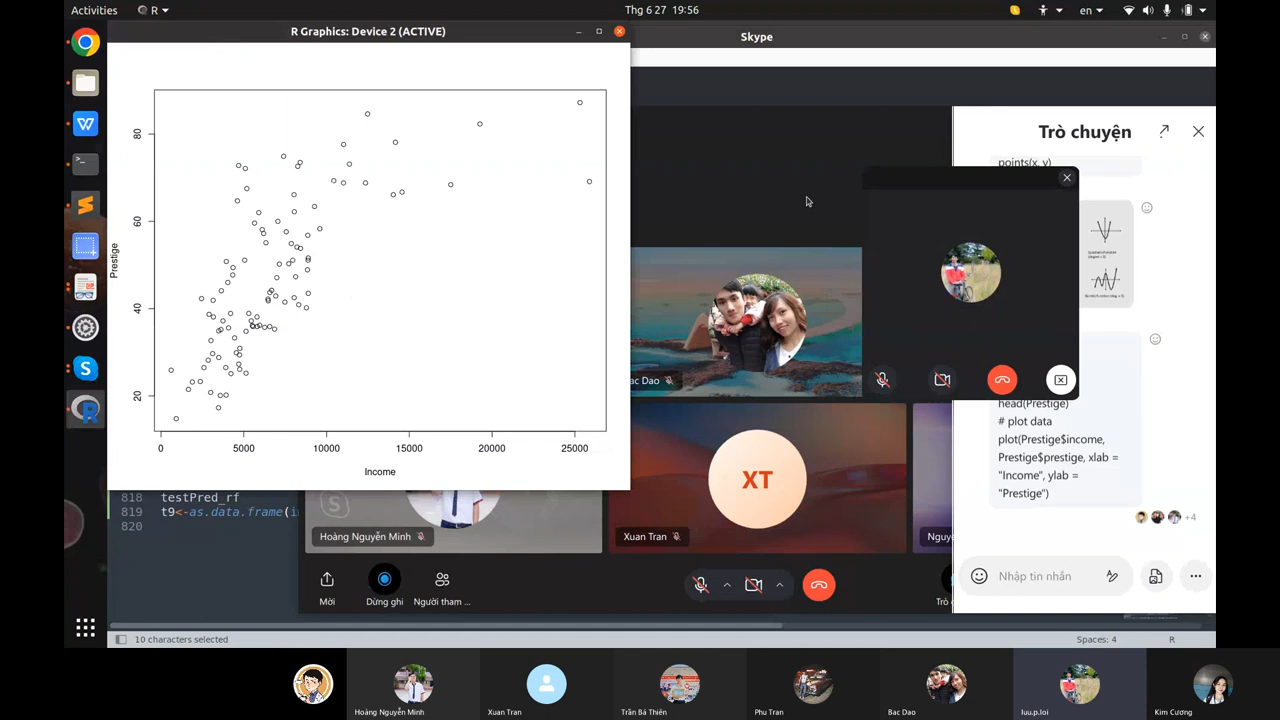 Activities
R
Thg 6 27 19:56
en
R Graphics: Device 2 (ACTIVE)
Skype
Prestige
80
60
40
20
0
5000
10000
15000
20000
25000
Income
Trò chuyện
points(x, y)
head(Prestige)
# plot data
plot(Prestige$income,
Prestige$prestige, xlab =
"Income", ylab =
"Prestige")
+4
Nhập tin nhắn
ac Dao
XT
Hoàng Nguyễn Minh
Xuan Tran
Nguy
818 testPred_rf
819 t9<-as.data.frame(i
820
Mời
Dừng ghi
Người tham ...
Trò
10 characters selected
Spaces: 4
R
Hoàng Nguyễn Minh
Xuan Tran
Trần Bá Thiên
Phu Tran
Bac Dao
luu.p.loi
Kim Cương